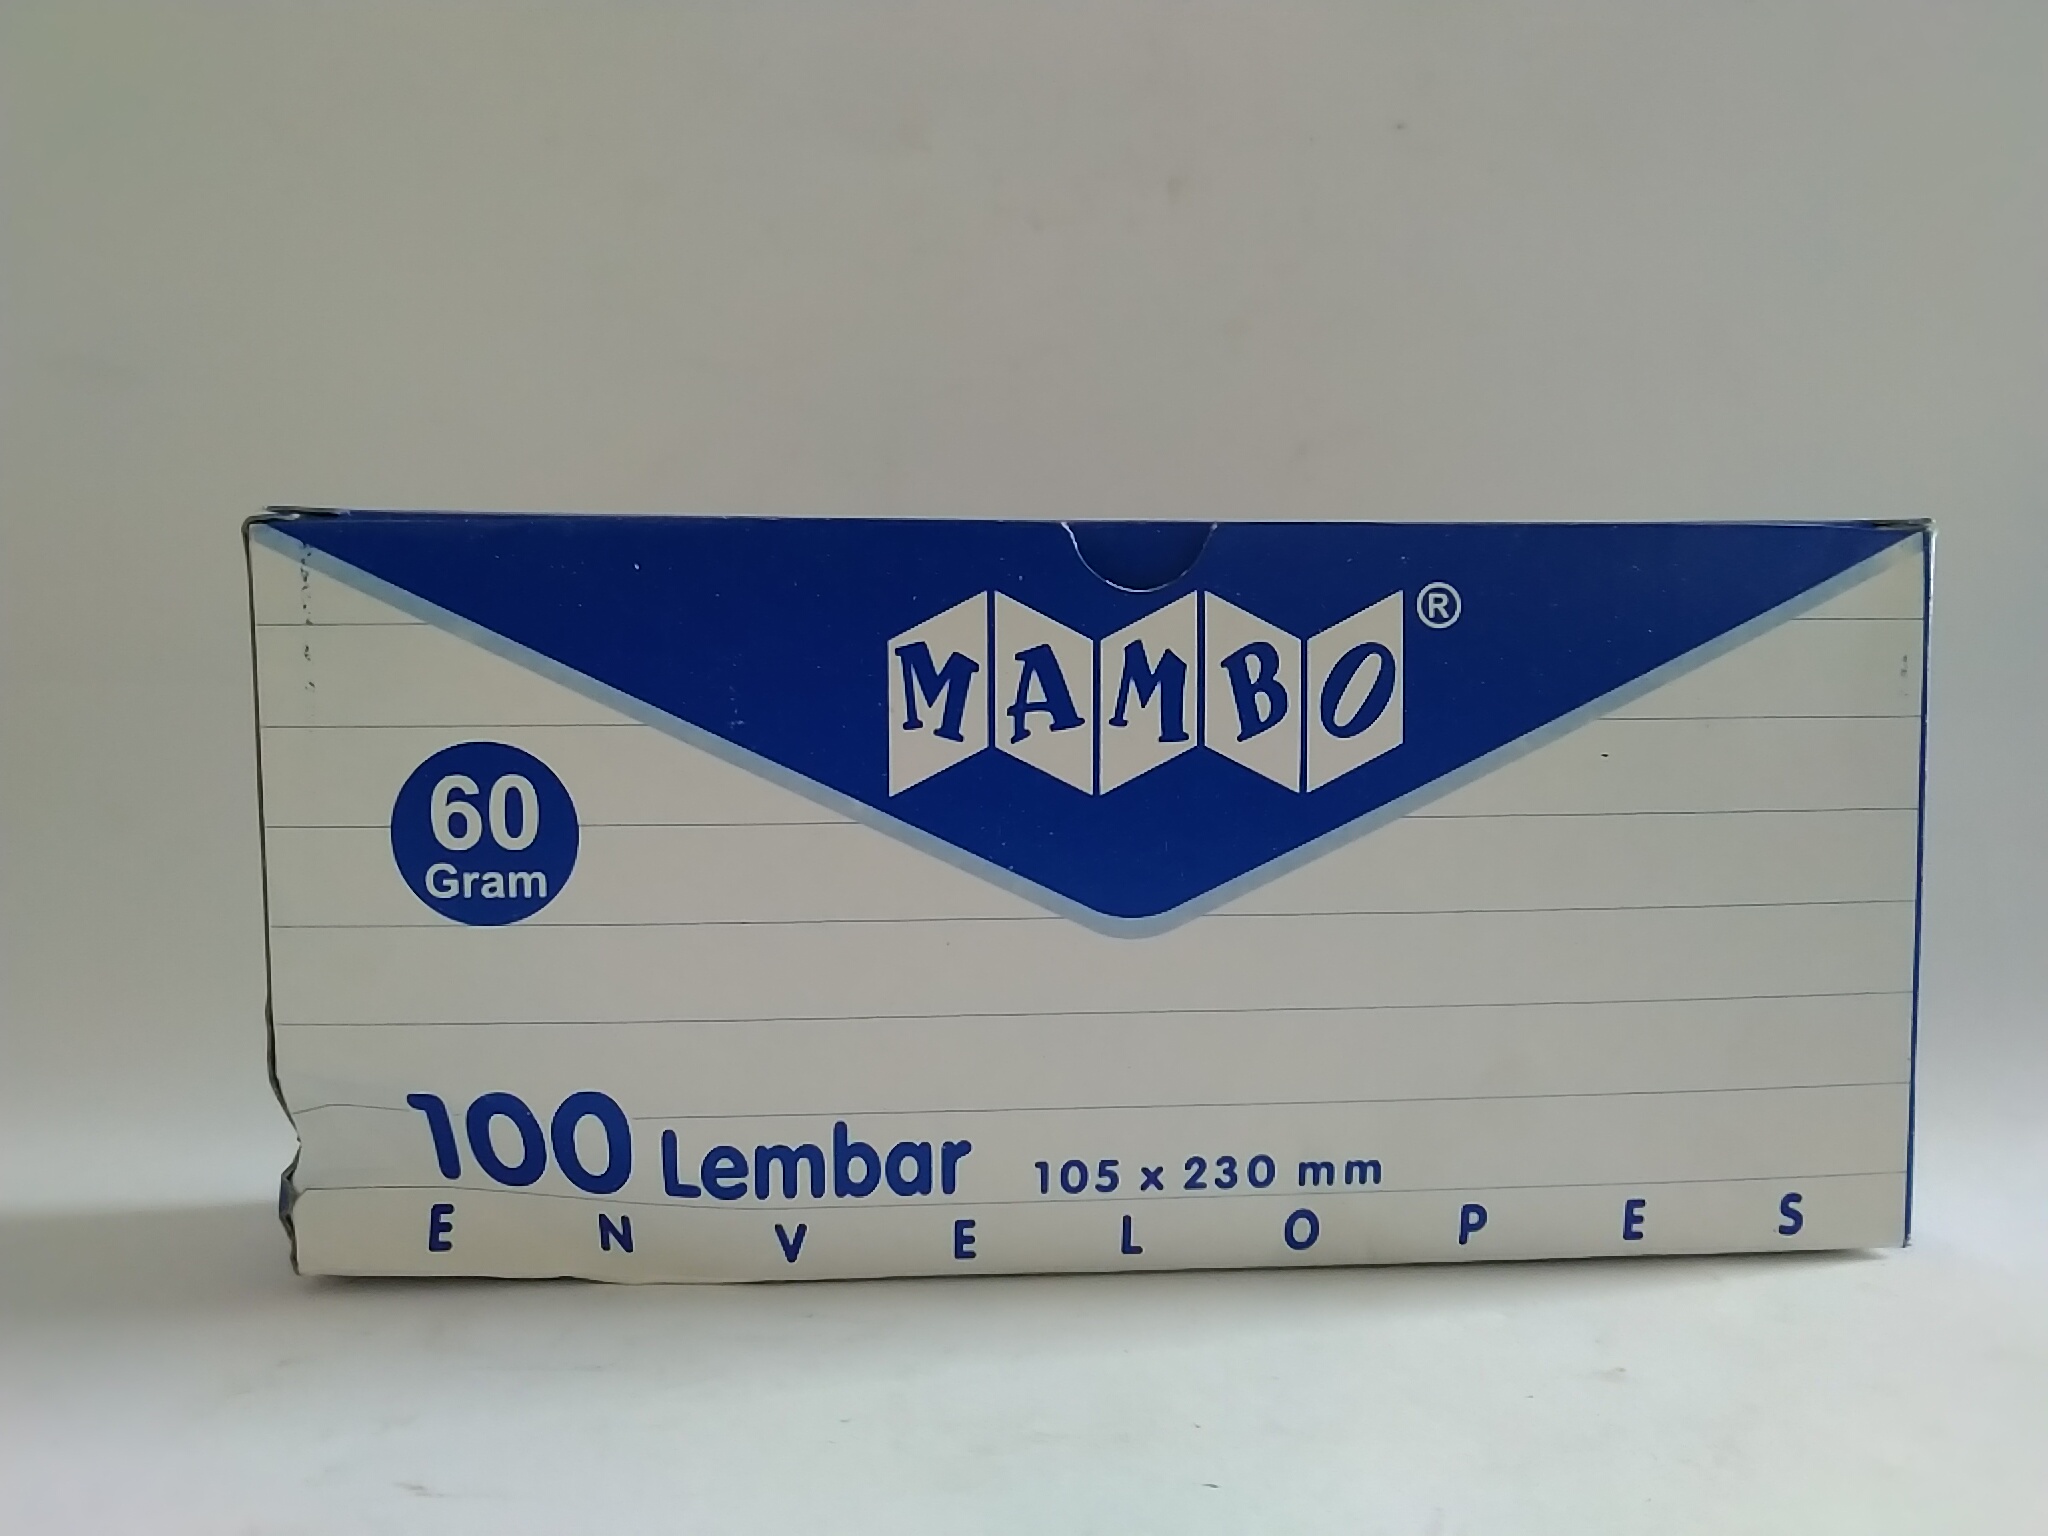 MAMBO®
60
Gram
100 Lembar 105 x 230 mm
ENVELOPES